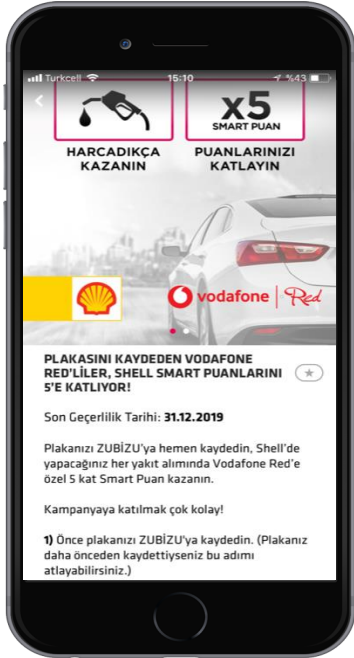 Turkcell 15:10 %43
x5
SMART PUAN
HARCADIKÇA PUANLARINIZI
KAZANIN KATLAYIN
vodafone | Red
PLAKASINI KAYDEDEN VODAFONE
RED'LİLER, SHELL SMART PUANLARINI
5'E KATLIYOR!
Son Geçerlilik Tarihi: 31.12.2019
Plakanızı ZUBİZU'ya hemen kaydedin, Shell'de
yapacağınız her yakıt alımında Vodafone Red'e
özel 5 kat Smart Puan kazanın.
Kampanyaya katılmak çok kolay!
1) Önce plakanızı ZUBİZU'ya kaydedin. (Plakanız
daha önceden kaydettiyseniz bu adımı
atlayabilirsiniz.)